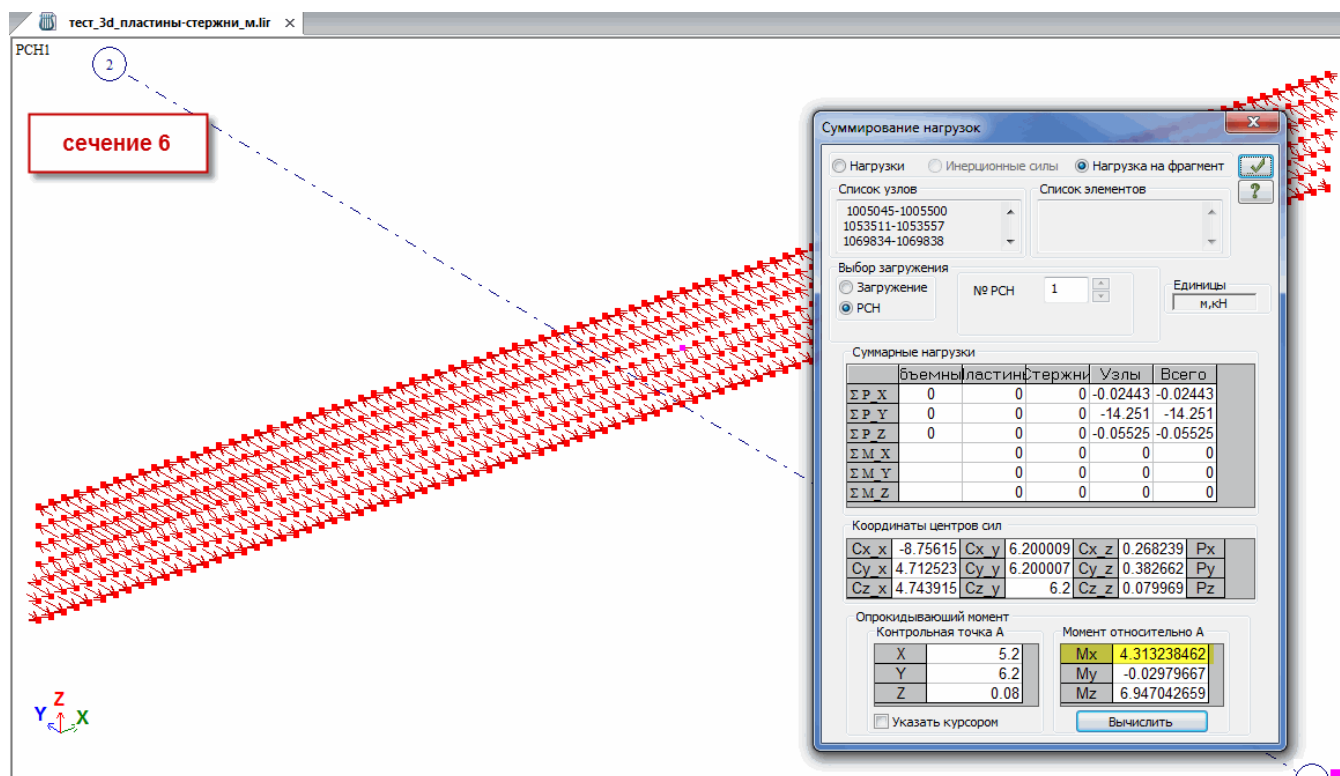 тест_3d_пластины-стержни_м.lir ×
РСН1
2
сечение 6
Суммирование нагрузок
Нагрузки Инерционные силы Нагрузка на фрагмент
Список узлов Список элементов
1005045-1005500
1053511-1053557
1069834-1069838
Выбор загружения
Загружение № РСН 1 Единицы
РСН м,кН
Суммарные нагрузки
бъемны ластинь Стержни Узлы Всего
Σ P_X 0 0 0 -0.02443 -0.02443
Σ P_Y 0 0 0 -14.251 -14.251
Σ P_Z 0 0 0 -0.05525 -0.05525
Σ M_X 0 0 0 0
Σ M_Y 0 0 0 0
Σ M_Z 0 0 0 0
Координаты центров сил
Cx_x -8.75615 Cx_y 6.200009 Cx_z 0.268239 Px
Cy_x 4.712523 Cy_y 6.200007 Cy_z 0.382662 Py
Cz_x 4.743915 Cz_y 6.2 Cz_z 0.079969 Pz
Опрокидывающий момент
Контрольная точка А Момент относительно А
X 5.2 Mx 4.313238462
Y 6.2 My -0.02979667
Z 0.08 Mz 6.947042659
Указать курсором Вычислить
Z
Y X